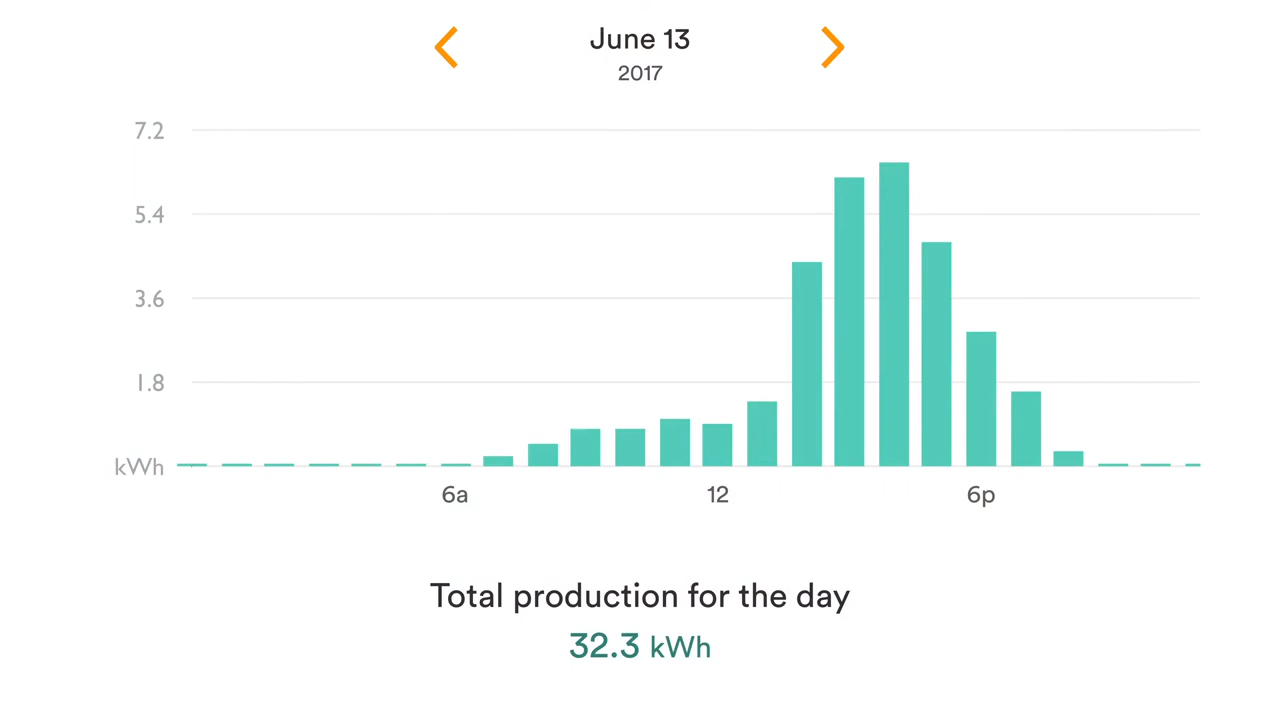 June 13
2017
7.2
5.4
3.6
1.8
kWh
6a 12 6p
Total production for the day
32.3 kWh